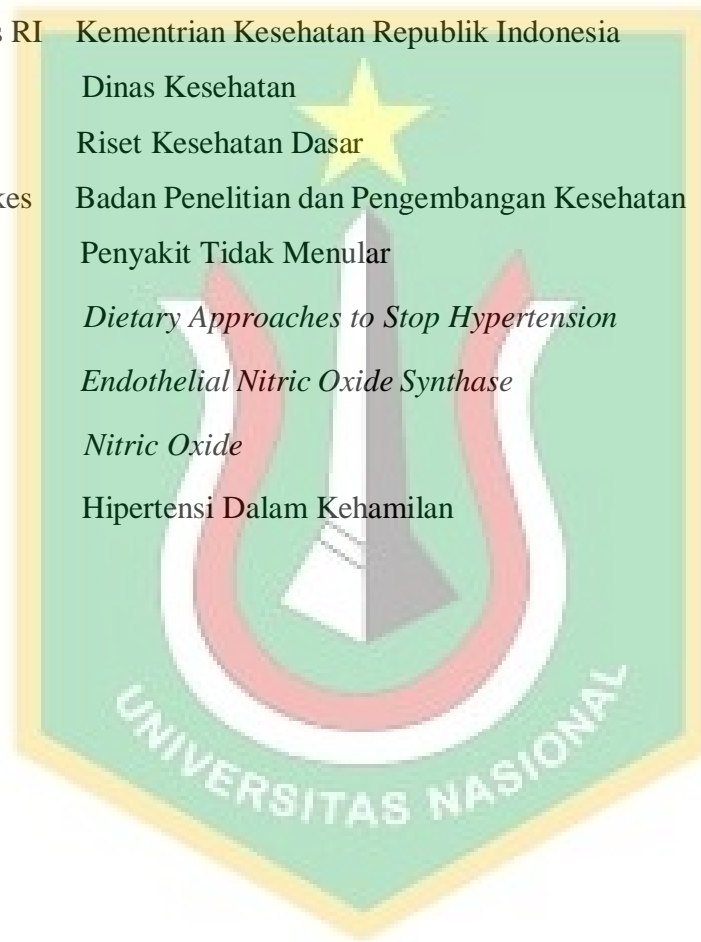 s RI Kementrian Kesehatan Republik Indonesia
Dinas Kesehatan
Riset Kesehatan Dasar
kes Badan Penelitian dan Pengembangan Kesehatan
Penyakit Tidak Menular
Dietary Approaches to Stop Hypertension
Endothelial Nitric Oxide Synthase
Nitric Oxide
Hipertensi Dalam Kehamilan
UNIVERSITAS NASIONAL